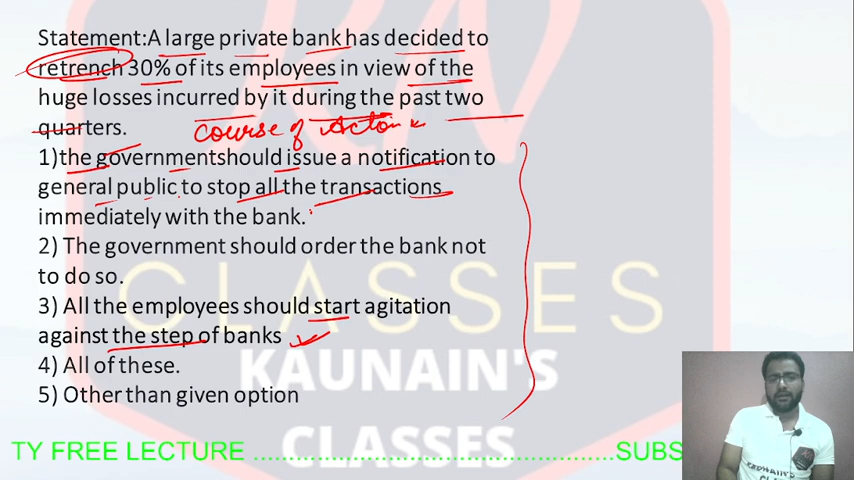 Statement:A large private bank has decided to
retrench 30% of its employees in view of the
huge losses incurred by it during the past two
quarters.
course of Acton
1)the governmentshould issue a notification to
general public to stop all the transactions
immediately with the bank.
2) The government should order the bank not
to do so.
3) All the employees should start agitation
against the step of banks
4) All of these.
5) Other than given option
CLASSES
KAUNAIN'S
CLASSES
TY FREE LECTURE ..................................................SUBS